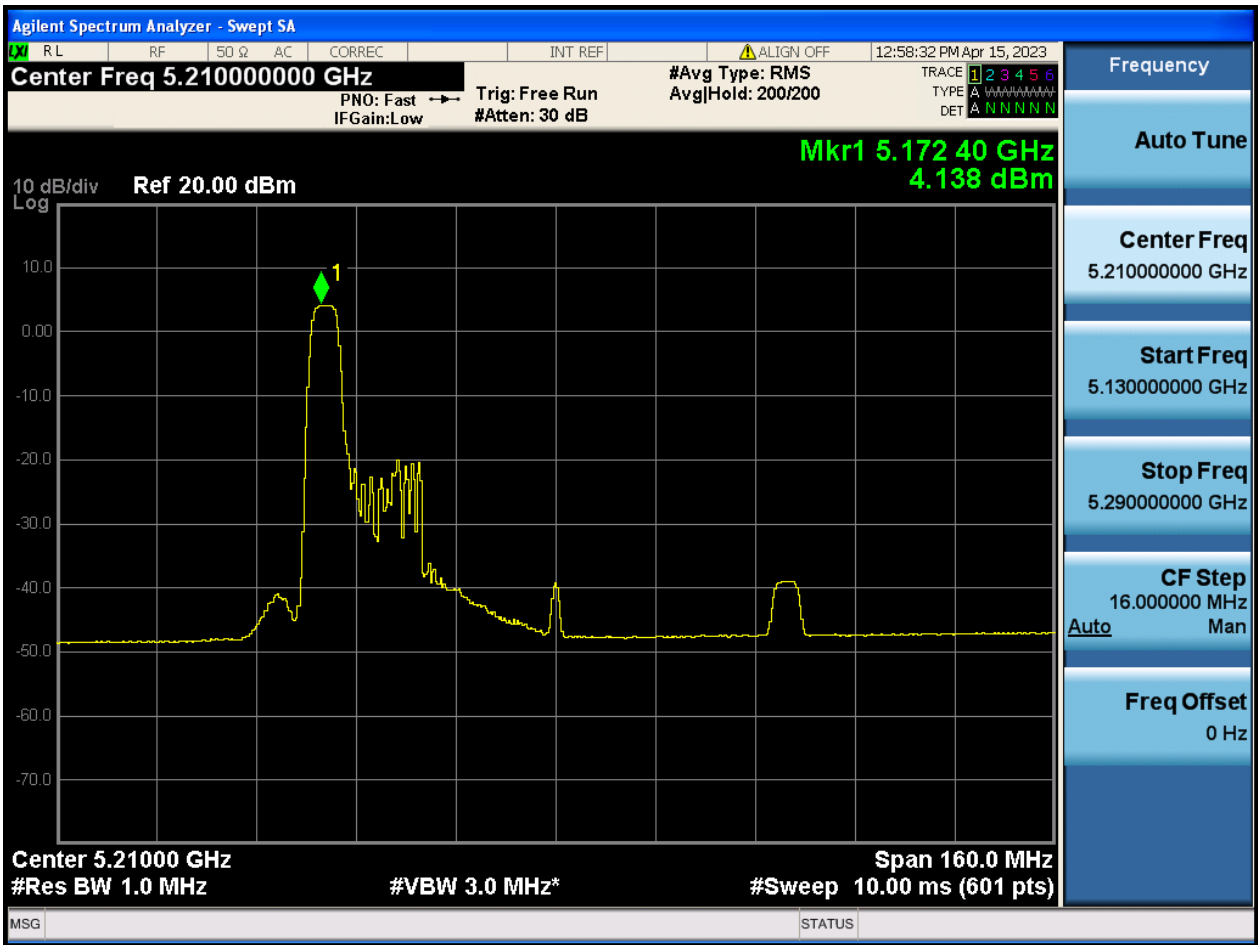 Agilent Spectrum Analyzer - Swept SA
LXI RL RF 50 Ω AC CORREC INT REF ALIGN OFF 12:58:32 PM Apr 15, 2023
Center Freq 5.210000000 GHz
PNO: Fast
IFGain:Low
Trig: Free Run
#Atten: 30 dB
#Avg Type: RMS
Avg|Hold: 200/200
TRACE 1 2 3 4 5 6
TYPE A WWWWW
DET A N N N N N
Mkr1 5.172 40 GHz
4.138 dBm
10 dB/div Ref 20.00 dBm
Log
1
10.0
0.00
-10.0
-20.0
-30.0
-40.0
-50.0
-60.0
-70.0
Center 5.21000 GHz Span 160.0 MHz
#Res BW 1.0 MHz #VBW 3.0 MHz* #Sweep 10.00 ms (601 pts)
MSG STATUS
Frequency
Auto Tune
Center Freq
5.210000000 GHz
Start Freq
5.130000000 GHz
Stop Freq
5.290000000 GHz
CF Step
16.000000 MHz
Auto Man
Freq Offset
0 Hz